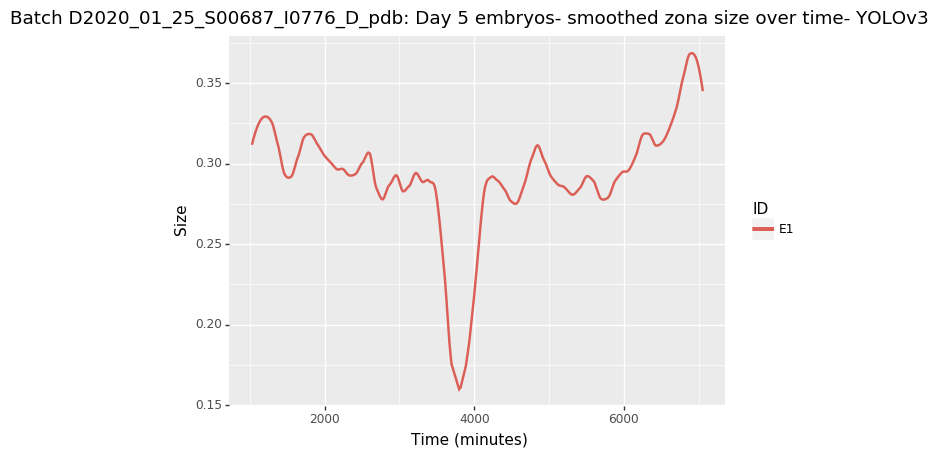 Batch D2020_01_25_S00687_I0776_D_pdb: Day 5 embryos- smoothed zona size over time- YOLOv3
0.35
0.30
0.25
0.20
0.15
Size
2000 4000 6000
Time (minutes)
ID
E1